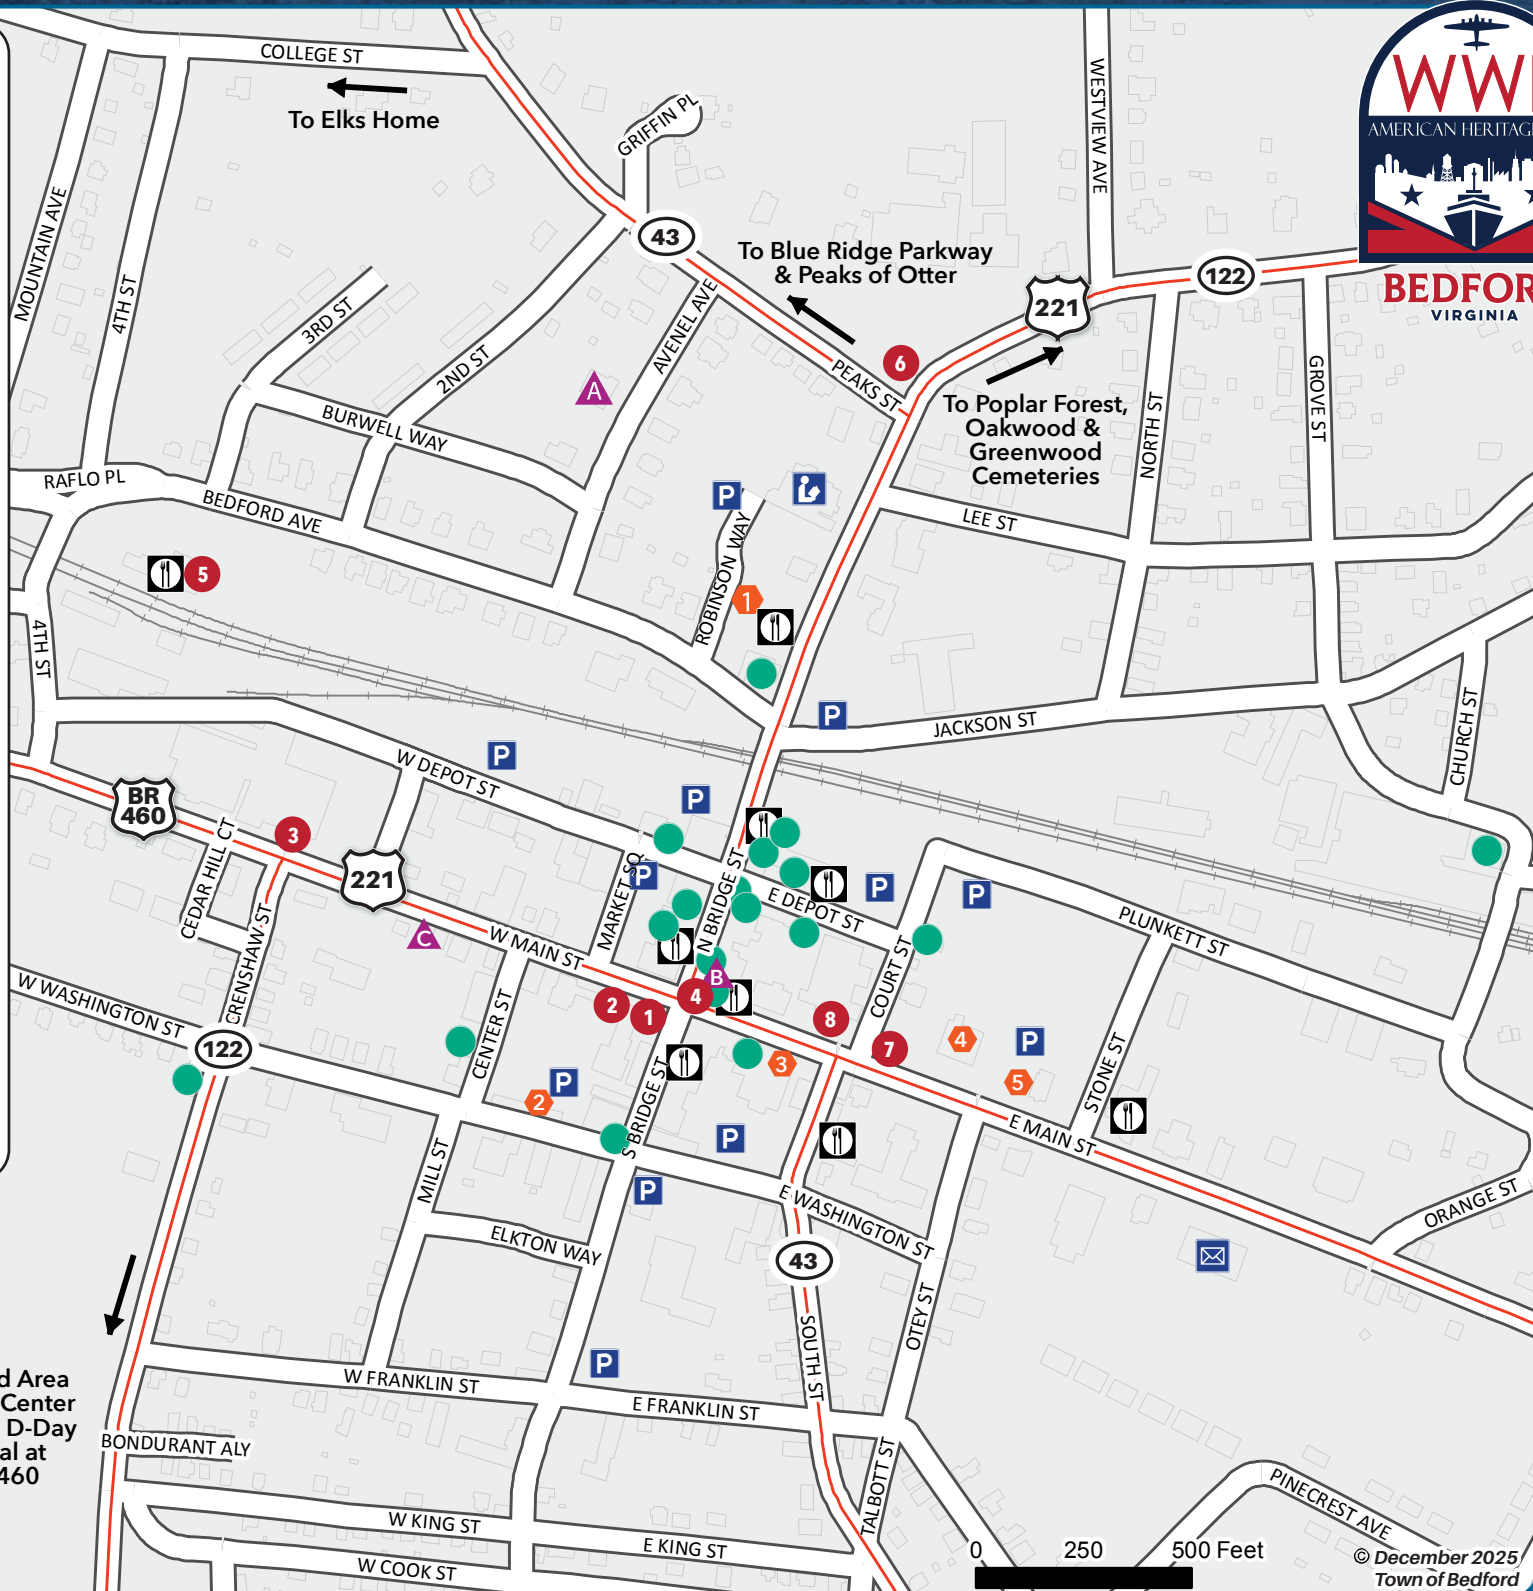 COLLEGE ST
To Elks Home
GRIFFIN PL
WESTVIEW AVE
WWI
AMERICAN HERITAGE
BEDFOR
VIRGINIA
MOUNTAIN AVE
4TH ST
3RD ST
2ND ST
43
To Blue Ridge Parkway
& Peaks of Otter
221
122
AVENEL AVE
A
6
PEAKS ST
To Poplar Forest,
Oakwood &
Greenwood
Cemeteries
NORTH ST
GROVE ST
BURWELL WAY
RAFLO PL
BEDFORD AVE
P
LEE ST
5
ROBINSON WAY
1
4TH ST
P
JACKSON ST
CHURCH ST
W DEPOT ST
P
P
BR
460
3
221
CEDAR HILL CT
CRENSHAW ST
C
W MAIN ST
MARKET SQ
P
N BRIDGE ST
E DEPOT ST
P
P
PLUNKETT ST
COURT ST
B
W WASHINGTON ST
122
CENTER ST
2
1
4
8
7
3
4
5
P
STONE ST
2
P
S BRIDGE ST
P
E MAIN ST
MILL ST
P
E WASHINGTON ST
ORANGE ST
ELKTON WAY
43
OTEY ST
SOUTH ST
P
W FRANKLIN ST
E FRANKLIN ST
d Area
Center
D-Day
al at
460
BONDURANT ALY
TALBOTT ST
PINECREST AVE
W KING ST
E KING ST
W COOK ST
0 250 500 Feet
© December 2025
Town of Bedford